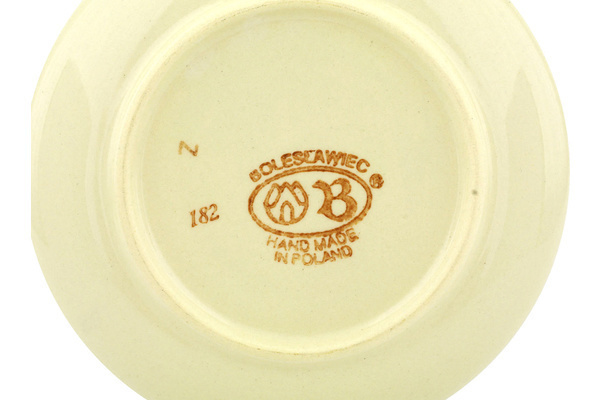 Z
182
BOLESŁAWIEC ®
B
HAND MADE
IN POLAND